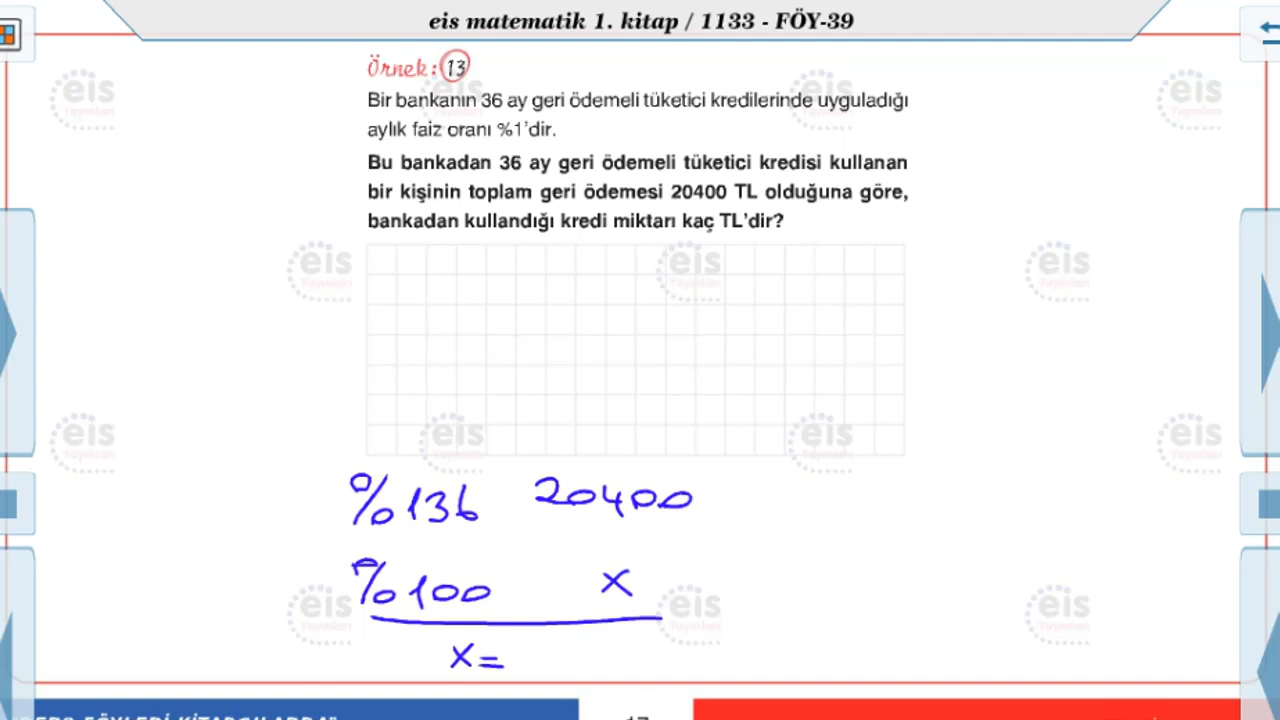 eis matematik 1. kitap / 1133 - FÖY-39
Örnek: 13
Bir bankanın 36 ay geri ödemeli tüketici kredilerinde uyguladığı
aylık faiz oranı %1'dir.
Bu bankadan 36 ay geri ödemeli tüketici kredisi kullanan
bir kişinin toplam geri ödemesi 20400 TL olduğuna göre,
bankadan kullandığı kredi miktarı kaç TL'dir?
%136 20400
%100 x
x=
eis
Yayınları